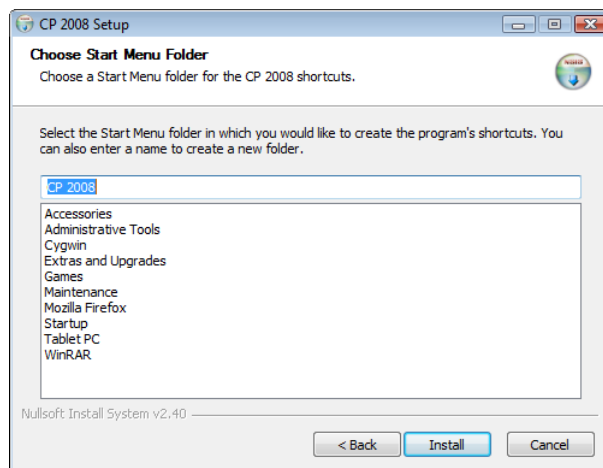 CP 2008 Setup
Choose Start Menu Folder
Choose a Start Menu folder for the CP 2008 shortcuts.
Select the Start Menu folder in which you would like to create the program's shortcuts. You
can also enter a name to create a new folder.
CP 2008
Accessories
Administrative Tools
Cygwin
Extras and Upgrades
Games
Maintenance
Mozilla Firefox
Startup
Tablet PC
WinRAR
Nullsoft Install System v2.40
< Back
Install
Cancel